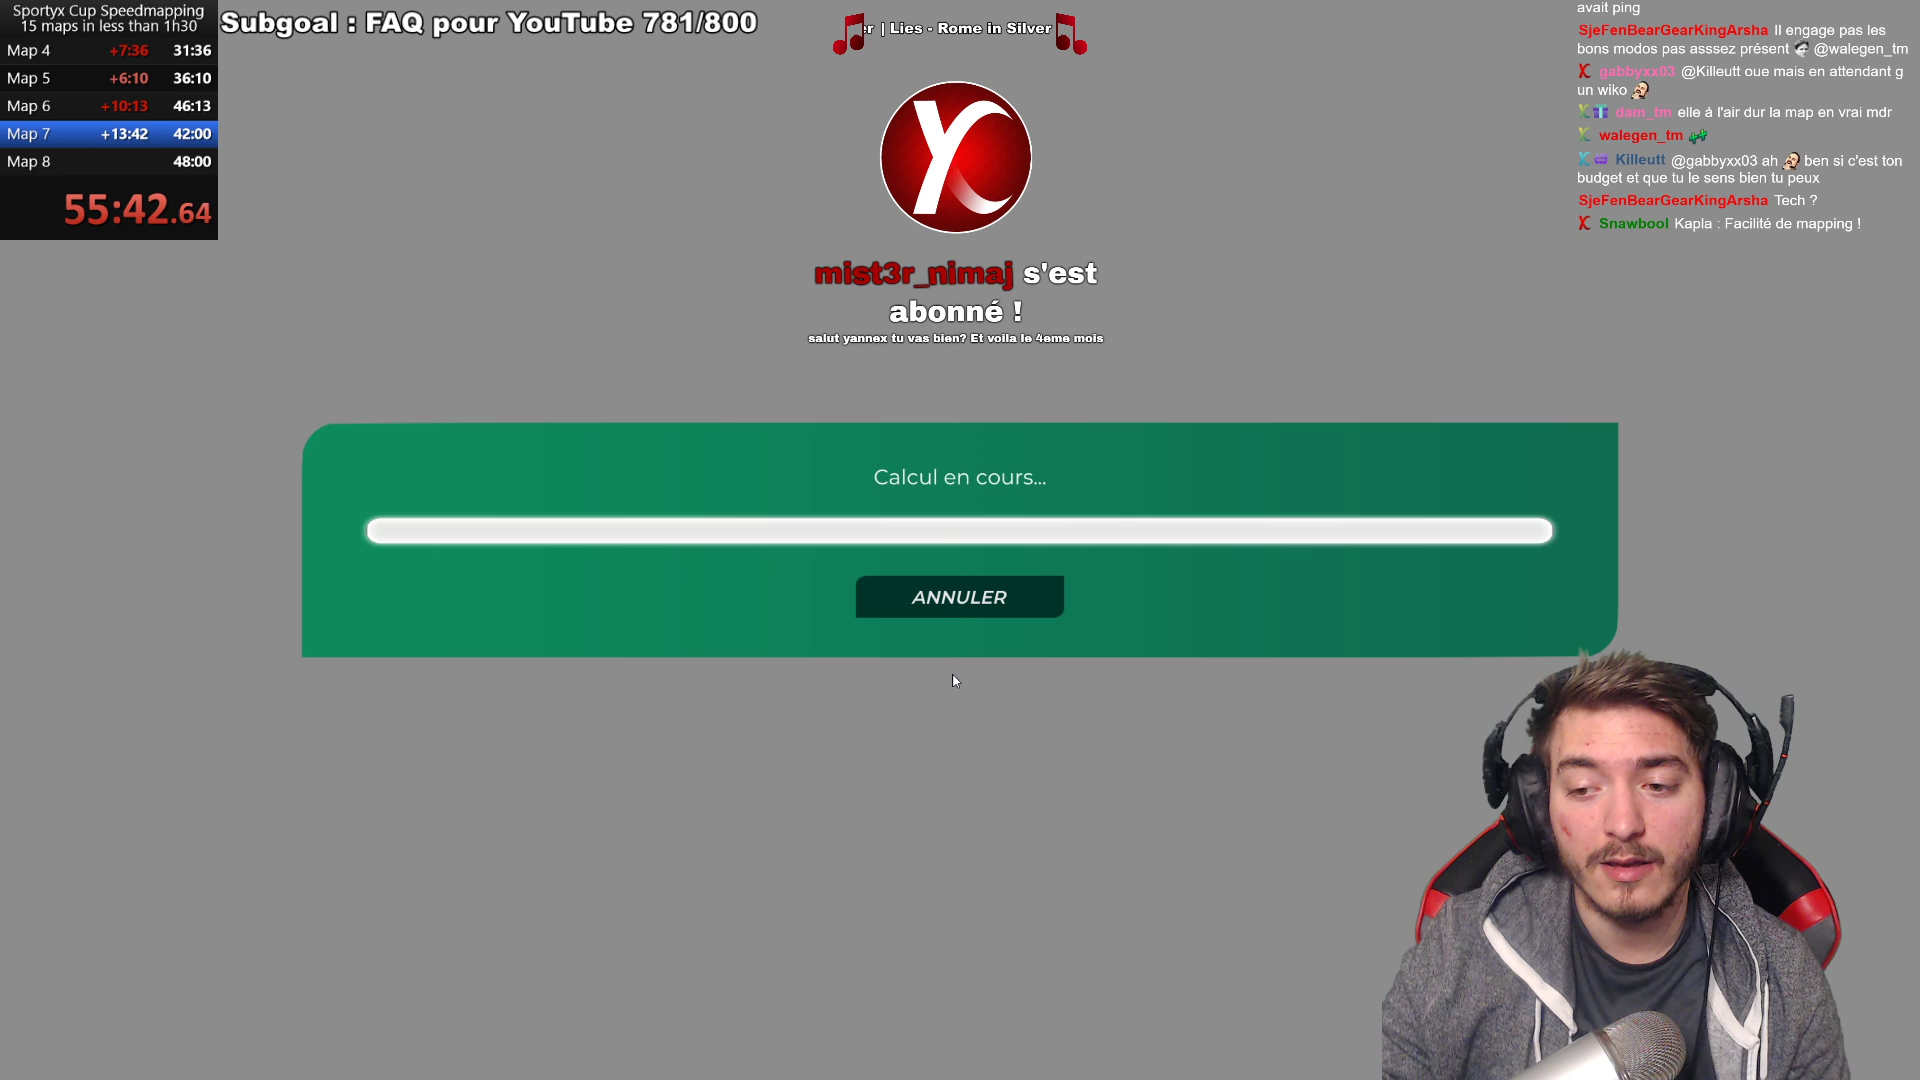 Sportyx Cup Speedmapping
15 maps in less than 1h30
Map 4 +7:36 31:36
Map 5 +6:10 36:10
Map 6 +10:13 46:13
Map 7 +13:42 42:00
Map 8 48:00
55:42.64
Subgoal : FAQ pour YouTube 781/800
er | Lies - Rome in Silver
YX
mist3r_nimaj s'est
abonné !
salut yannex tu vas bien? Et voila le 4eme mois
Calcul en cours...
ANNULER
avait ping
SjeFenBearGearKingArsha Il engage pas les
bons modos pas asssez présent @walegen_tm
gabbyxx03 @Killeutt oue mais en attendant g
un wiko
dam_tm elle à l'air dur la map en vrai mdr
walegen_tm
Killeutt @gabbyxx03 ah ben si c'est ton
budget et que tu le sens bien tu peux
SjeFenBearGearKingArsha Tech ?
Snawbool Kapla : Facilité de mapping !